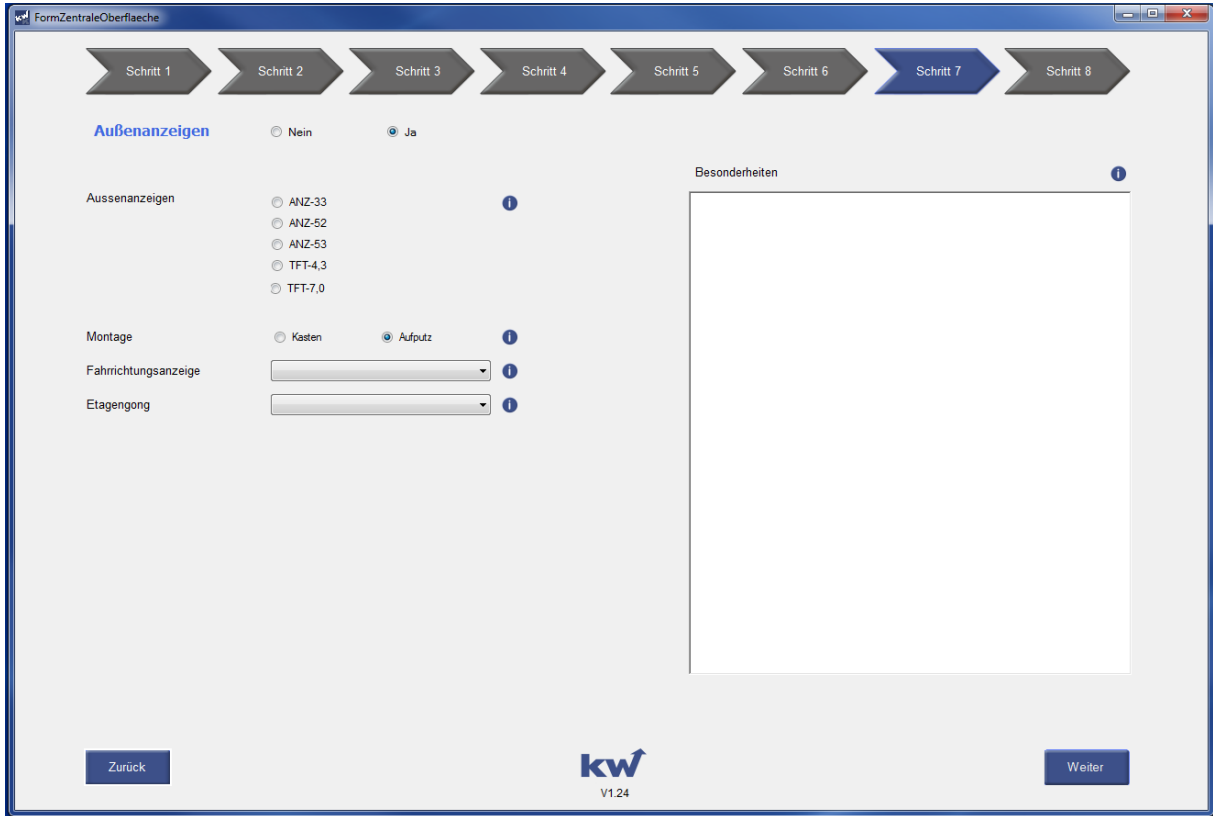 FormZentraleOberflaeche
Schritt 1 Schritt 2 Schritt 3 Schritt 4 Schritt 5 Schritt 6 Schritt 7 Schritt 8
Außenanzeigen Nein Ja
Besonderheiten
Aussenanzeigen ANZ-33
ANZ-52
ANZ-53
TFT-4,3
TFT-7,0
Montage Kasten Aufputz
Fahrrichtungsanzeige
Etagengong
Zurück kw Weiter
V1.24